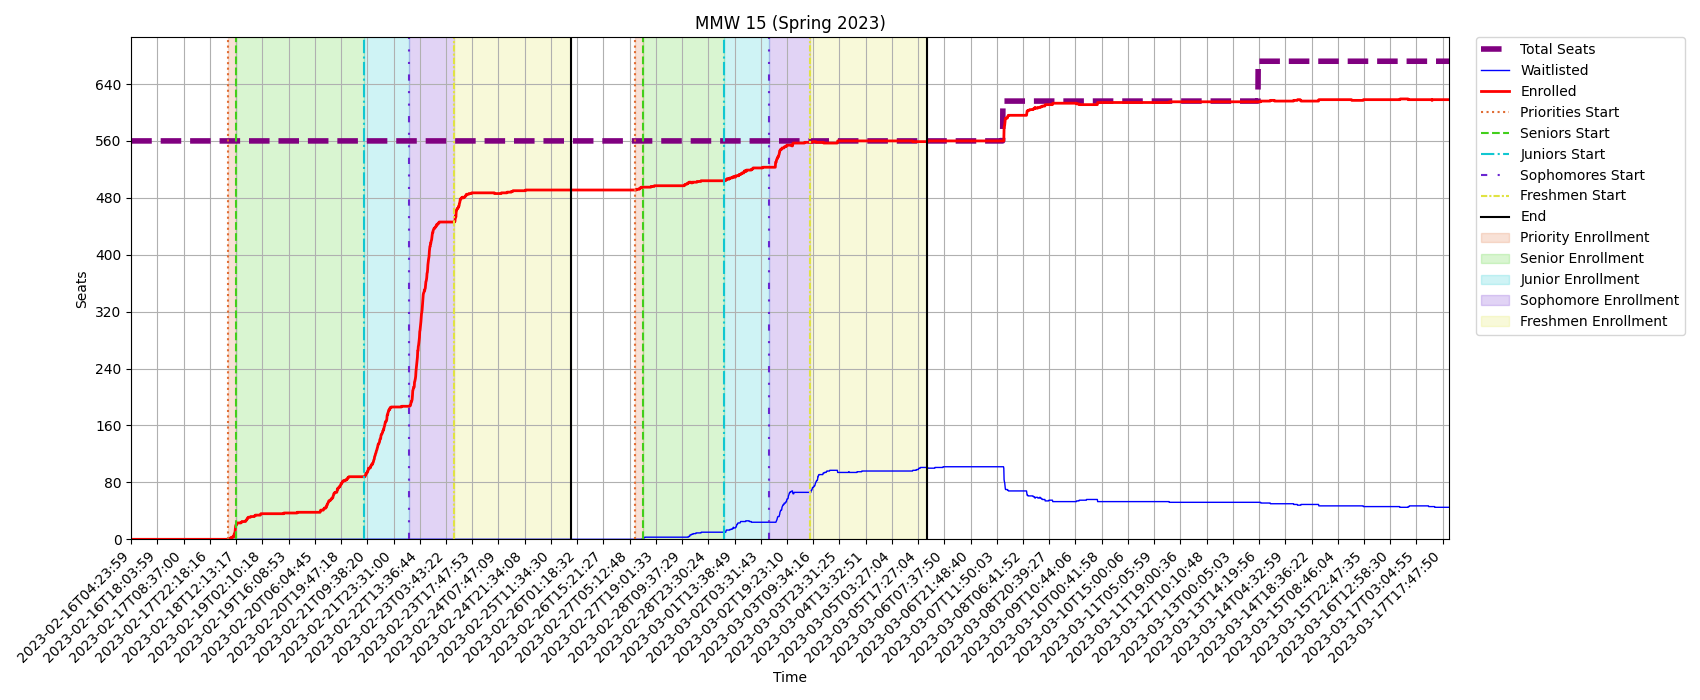 MMW 15 (Spring 2023)
Seats
640
560
480
400
320
240
160
80
0
Total Seats
Waitlisted
Enrolled
Priorities Start
Seniors Start
Juniors Start
Sophomores Start
Freshmen Start
End
Priority Enrollment
Senior Enrollment
Junior Enrollment
Sophomore Enrollment
Freshmen Enrollment
2023-02-16T04:23:59
2023-02-16T18:03:59
2023-02-17T08:37:00
2023-02-17T22:18:16
2023-02-18T12:13:17
2023-02-19T02:10:18
2023-02-19T16:08:53
2023-02-20T06:04:45
2023-02-20T19:47:18
2023-02-21T09:38:20
2023-02-21T23:31:00
2023-02-22T13:36:44
2023-02-23T03:43:22
2023-02-23T17:47:53
2023-02-24T07:47:09
2023-02-24T21:34:08
2023-02-25T11:34:30
2023-02-26T01:18:32
2023-02-26T15:21:27
2023-02-27T05:12:48
2023-02-27T19:01:33
2023-02-28T09:37:29
2023-02-28T23:30:24
2023-03-01T13:38:49
2023-03-02T03:31:43
2023-03-02T19:23:10
2023-03-03T09:34:16
2023-03-03T23:31:25
2023-03-04T13:32:51
2023-03-05T03:27:04
2023-03-05T17:27:04
2023-03-06T07:37:50
2023-03-06T21:48:40
2023-03-07T11:50:03
2023-03-08T06:41:52
2023-03-08T20:39:27
2023-03-09T10:44:06
2023-03-10T00:41:58
2023-03-10T15:00:06
2023-03-11T05:05:59
2023-03-11T19:00:36
2023-03-12T10:10:48
2023-03-13T00:05:03
2023-03-13T14:19:56
2023-03-14T04:32:59
2023-03-14T18:36:22
2023-03-15T08:46:04
2023-03-15T22:47:35
2023-03-16T12:58:30
2023-03-17T03:04:55
2023-03-17T17:47:50
Time